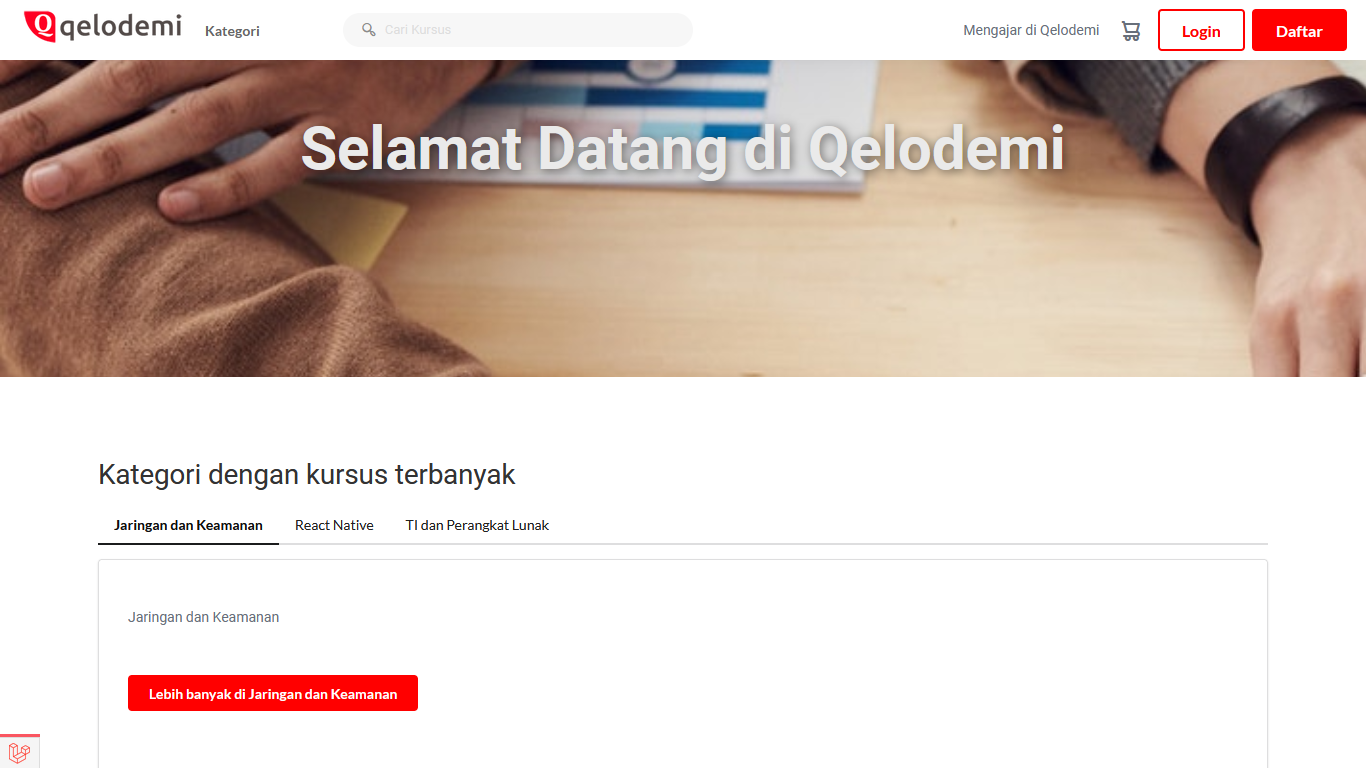 Qqelodemi
Kategori
Cari Kursus
Mengajar di Qelodemi
Login
Daftar
Selamat Datang di Qelodemi
Kategori dengan kursus terbanyak
Jaringan dan Keamanan
React Native
TI dan Perangkat Lunak
Jaringan dan Keamanan
Lebih banyak di Jaringan dan Keamanan